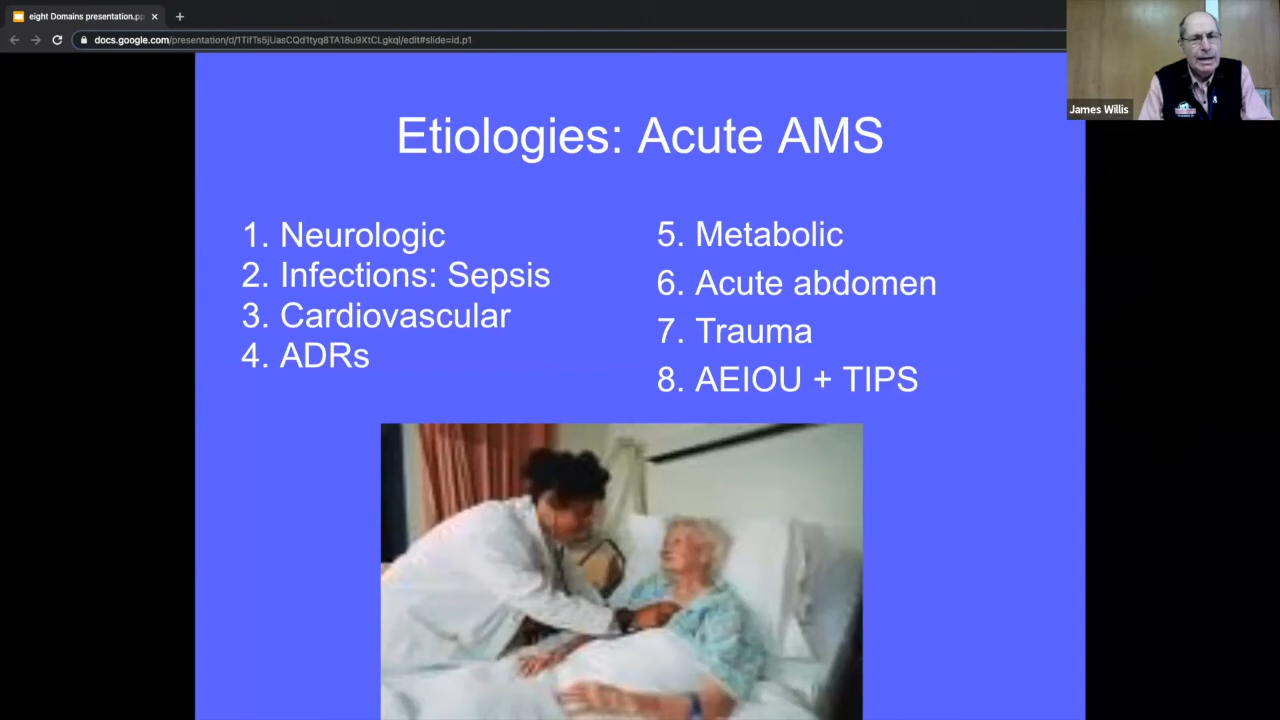 eight Domains presentation.pp
docs.google.com/presentation/d/1TifTs5jUasCQd1tyq8TA18u9XtCLgkql/edit#slide=id.p1
James Willis
Etiologies: Acute AMS
1. Neurologic
2. Infections: Sepsis
3. Cardiovascular
4. ADRs
5. Metabolic
6. Acute abdomen
7. Trauma
8. AEIOU + TIPS